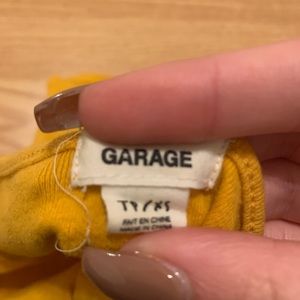 GARAGE
TP/XS
FAIT EN CHINE
MADE IN CHINA